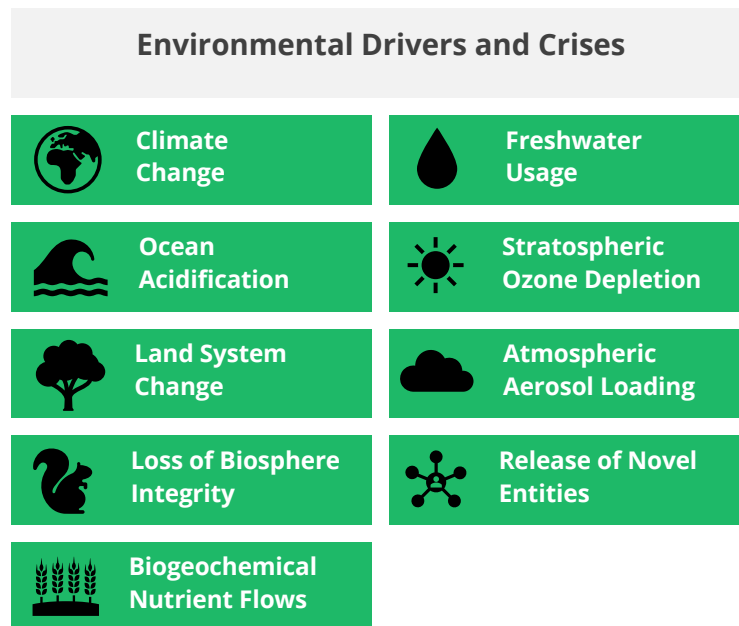 Environmental Drivers and Crises
Climate
Change
Freshwater
Usage
Ocean
Acidification
Stratospheric
Ozone Depletion
Land System
Change
Atmospheric
Aerosol Loading
Loss of Biosphere
Integrity
Release of Novel
Entities
Biogeochemical
Nutrient Flows